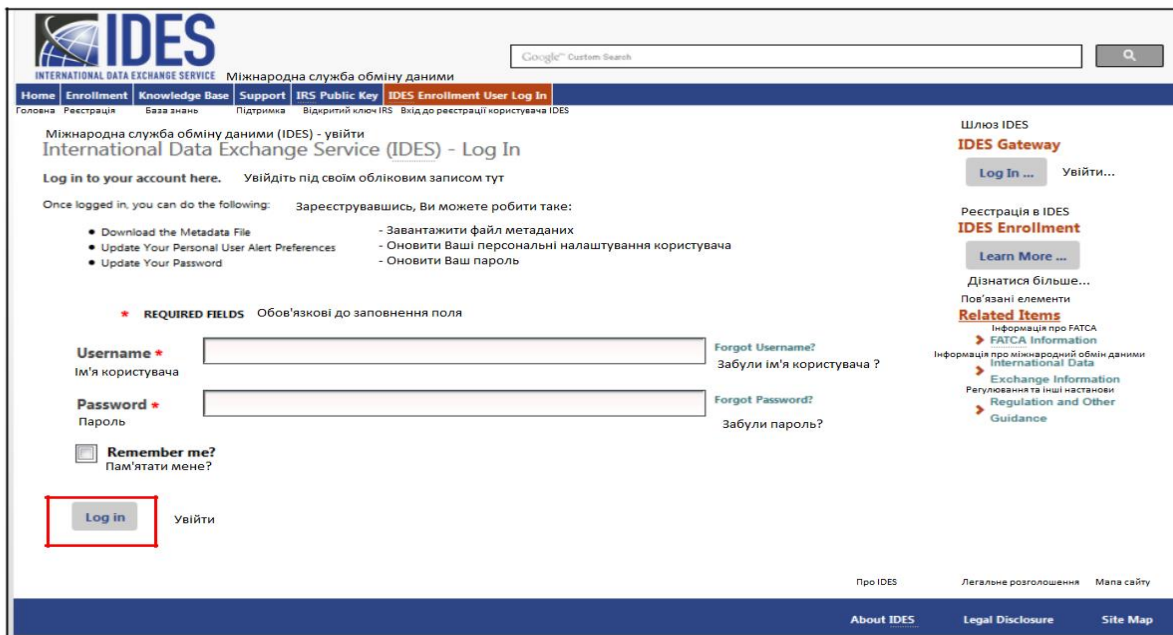 IDES
INTERNATIONAL DATA EXCHANGE SERVICE Міжнародна служба обміну даними
Google™ Custom Search
Home Enrollment Knowledge Base Support IRS Public Key IDES Enrollment User Log In
Головна Реєстрація База знань Підтримка Відкритий ключ IRS Вхід до реєстрації користувача IDES
Міжнародна служба обміну даними (IDES) - увійти
International Data Exchange Service (IDES) - Log In
Log in to your account here. Увійдіть під своїм обліковим записом тут
Once logged in, you can do the following: Зареєструвавшись, Ви можете робити таке:
• Download the Metadata File - Завантажити файл метаданих
• Update Your Personal User Alert Preferences - Оновити Ваші персональні налаштування користувача
• Update Your Password - Оновити Ваш пароль
* REQUIRED FIELDS Обов'язкові до заповнення поля
Username * Forgot Username?
Ім'я користувача Забули ім'я користувача ?
Password * Forgot Password?
Пароль Забули пароль?
Remember me?
Пам'ятати мене?
Log in Увійти
Шлюз IDES
IDES Gateway
Log In ... Увійти...
Реєстрація в IDES
IDES Enrollment
Learn More ...
Дізнатися більше...
Пов'язані елементи
Related Items
Інформація про FATCA
FATCA Information
Інформація про міжнародний обмін даними
International Data
Exchange Information
Регулювання та інші настанови
Regulation and Other
Guidance
Про IDES Легальне розголошення Мапа сайту
About IDES Legal Disclosure Site Map